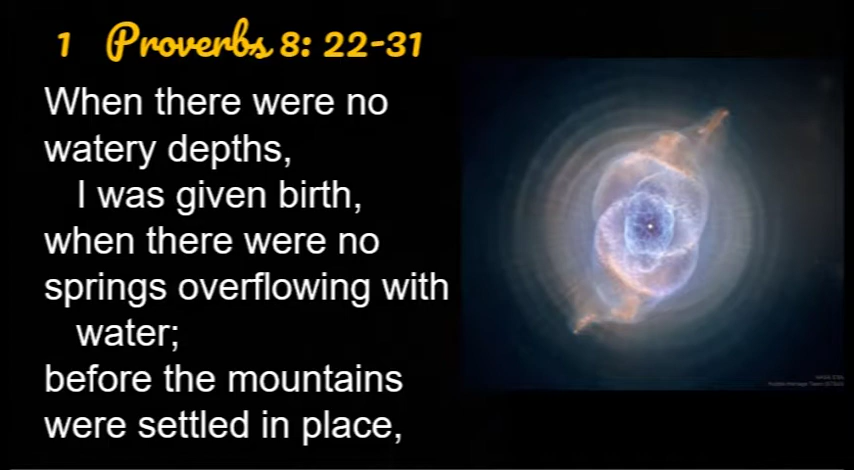 1 Proverbs 8: 22-31
When there were no
watery depths,
I was given birth,
when there were no
springs overflowing with
water;
before the mountains
were settled in place,